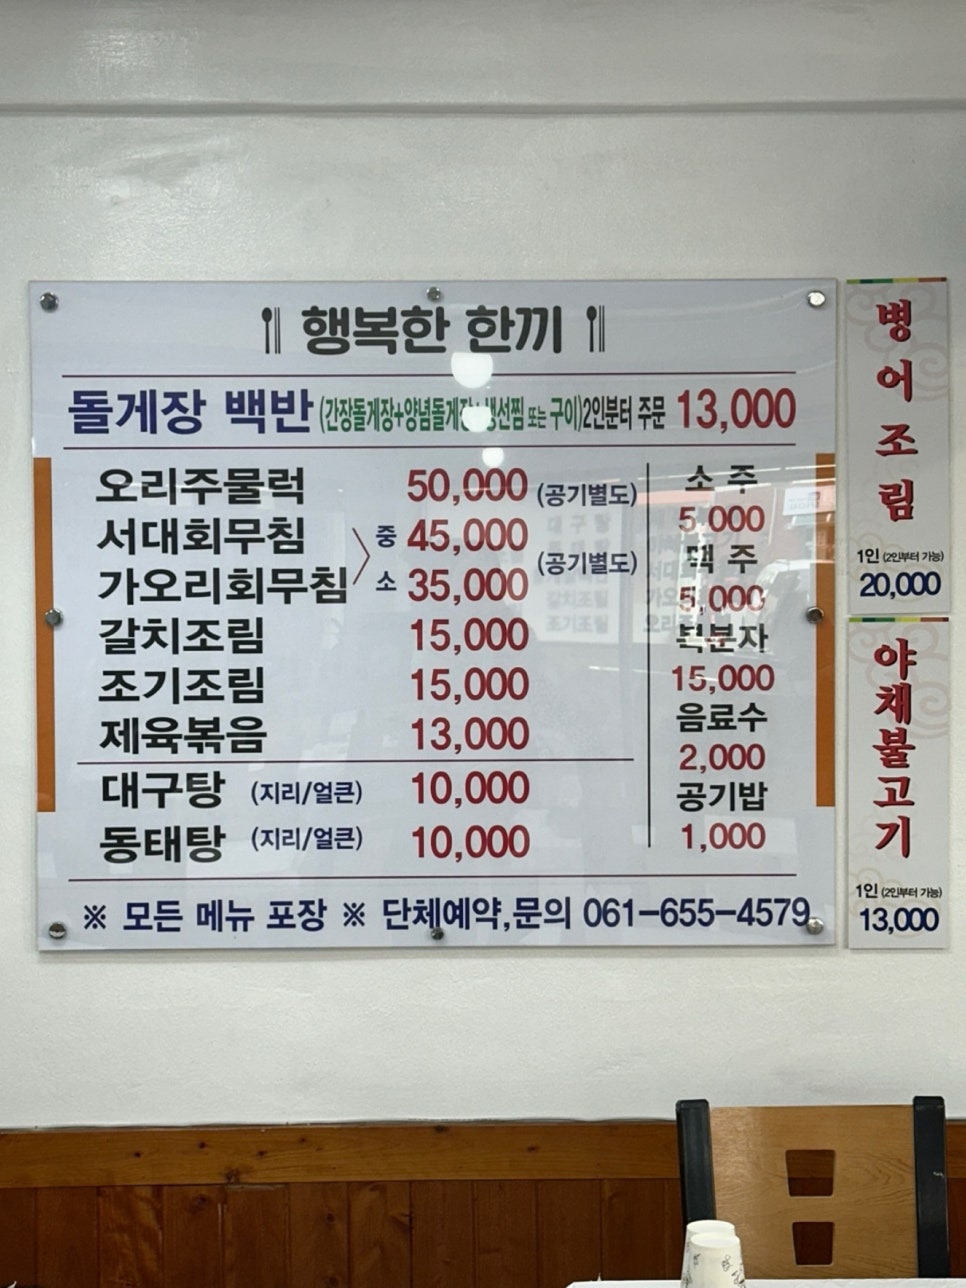 행복한 한끼
돌게장 백반 (간장돌게장+양념돌게장+생선찜 또는 구이)2인분터 주문 13,000
오리주물럭 50,000 (공기별도)
서대회무침 중 45,000
가오리회무침 소 35,000 (공기별도)
갈치조림 15,000
조기조림 15,000
제육볶음 13,000
대구탕 (지리/얼큰) 10,000
동태탕 (지리/얼큰) 10,000
소 주
5,000
맥 주
5,000
복분자
15,000
음료수
2,000
공기밥
1,000
※ 모든 메뉴 포장 ※ 단체예약,문의 061-655-4579
병어조림
1인 (2인부터 가능)
20,000
야채불고기
1인 (2인부터 가능)
13,000